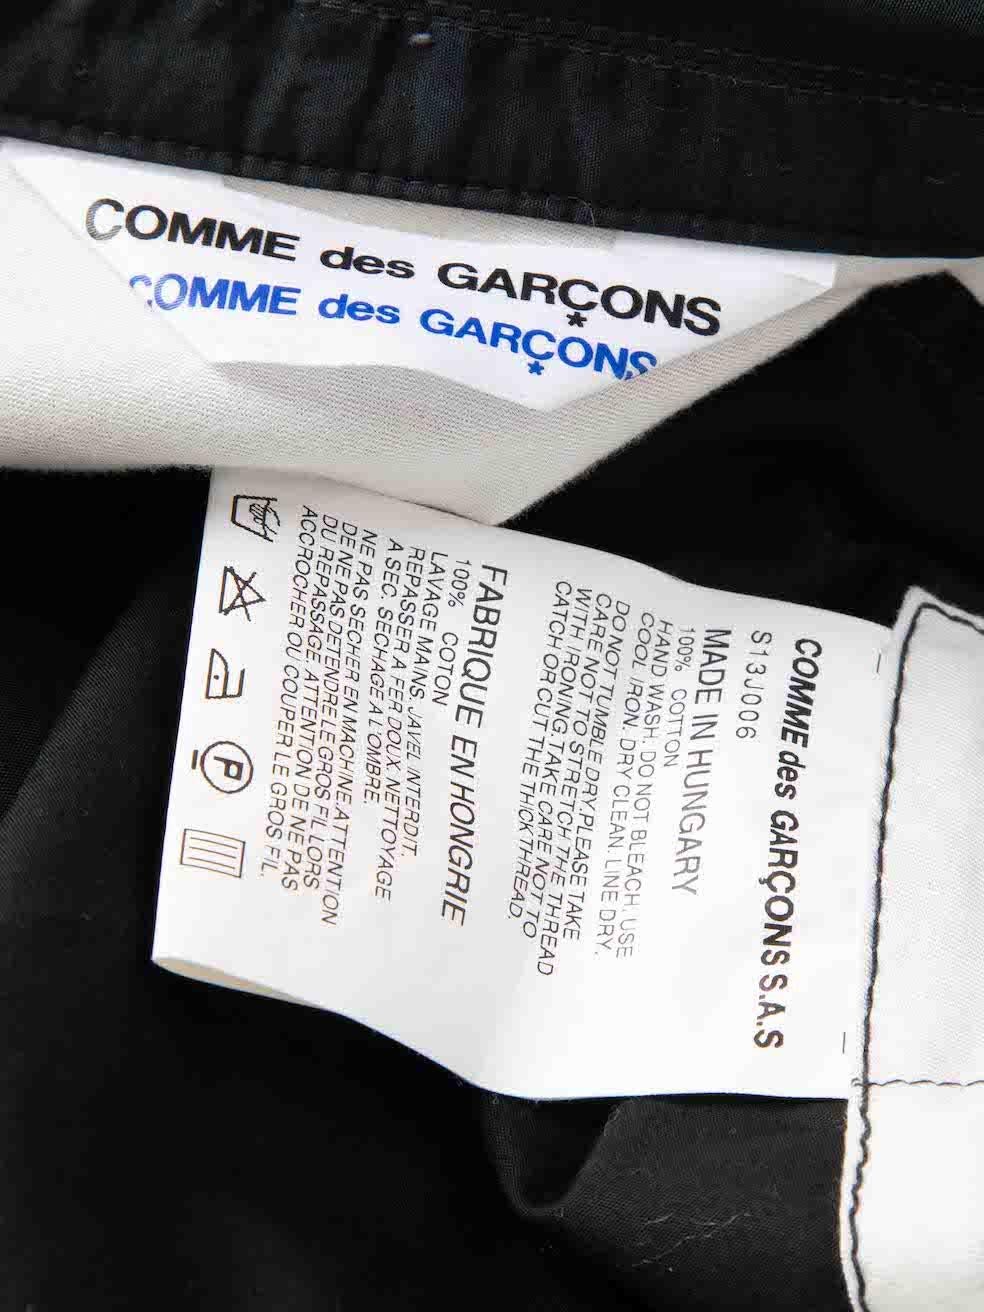 COMME des GARÇONS
COMME des GARÇONS
COMME des GARÇONS S.A.S
S13J006
MADE IN HUNGARY
100% COTTON
HAND WASH. DO NOT BLEACH. USE
COOL IRON. DRY CLEAN. LINE DRY.
DO NOT TUMBLE DRY.PLEASE TAKE
CARE NOT TO STRETCH THE THREAD
WITH IRONING.TAKE CARE NOT TO
CATCH OR CUT THE THICK THREAD.
FABRIQUE EN HONGRIE
100% COTON
LAVAGE MAINS. JAVEL INTERDIT.
REPASSER A FER DOUX. NETTOYAGE
A SEC. SECHAGE A L OMBRE.
NE PAS SECHER EN MACHINE.ATTENTION
DE NE PAS DETENDRE LE GROS FIL LORS
DU REPASSAGE.ATTENTION DE NE PAS
ACCROCHER OU COUPER LE GROS FIL.
P